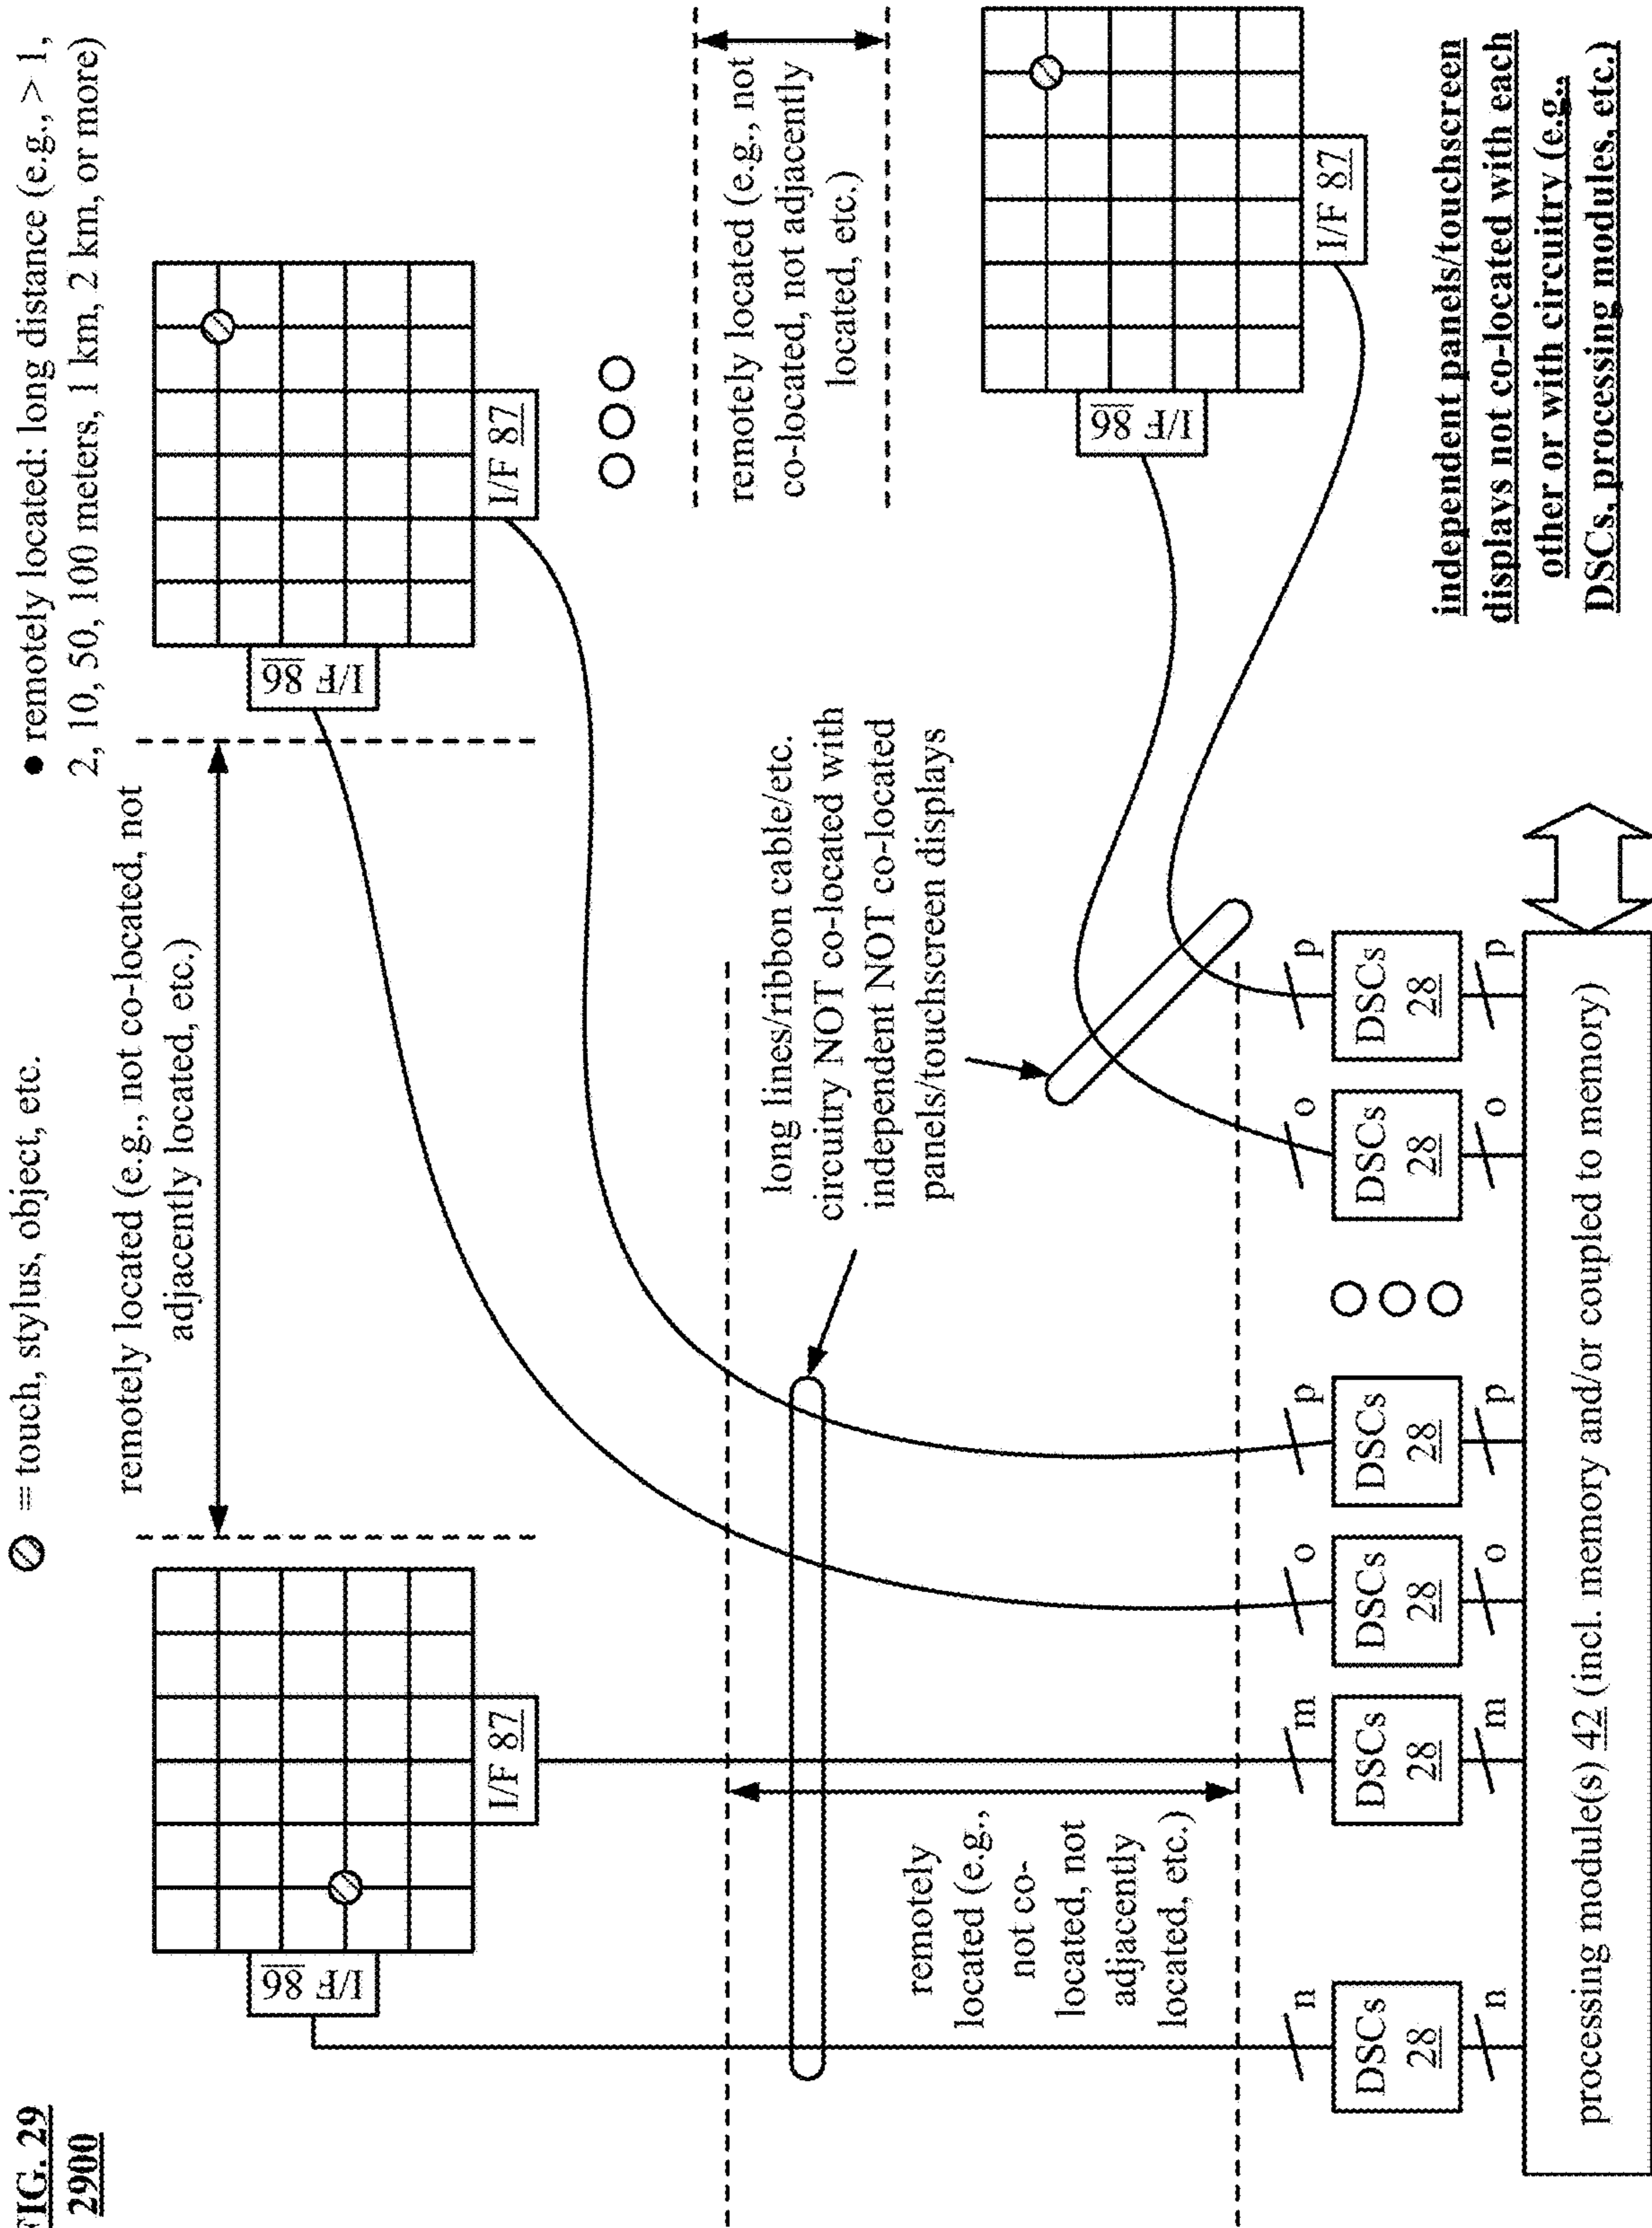 FIG. 29
2900
= touch, stylus, object, etc.
● remotely located: long distance (e.g., > 1,
2, 10, 50, 100 meters, 1 km, 2 km, or more)
remotely located (e.g., not co-located, not
adjacently located, etc.)
I/F 86
I/F 87
I/F 86
I/F 87
remotely located (e.g., not
co-located, not adjacently
located, etc.)
long lines/ribbon cable/etc.
circuitry NOT co-located with
independent NOT co-located
panels/touchscreen displays
remotely
located (e.g.,
not co-
located, not
adjacently
located, etc.)
I/F 86
I/F 87
n
m
o
p
o
p
DSCs
28
DSCs
28
DSCs
28
DSCs
28
DSCs
28
DSCs
28
n
m
o
p
o
p
processing module(s) 42 (incl. memory and/or coupled to memory)
independent panels/touchscreen
displays not co-located with each
other or with circuitry (e.g.,
DSCs, processing modules, etc.)